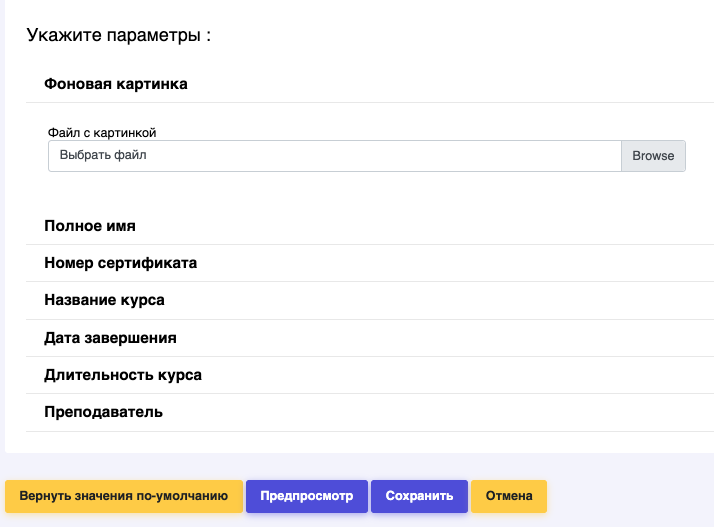 Укажите параметры :
Фоновая картинка
Файл с картинкой
Выбрать файл Browse
Полное имя
Номер сертификата
Название курса
Дата завершения
Длительность курса
Преподаватель
Вернуть значения по-умолчанию Предпросмотр Сохранить Отмена